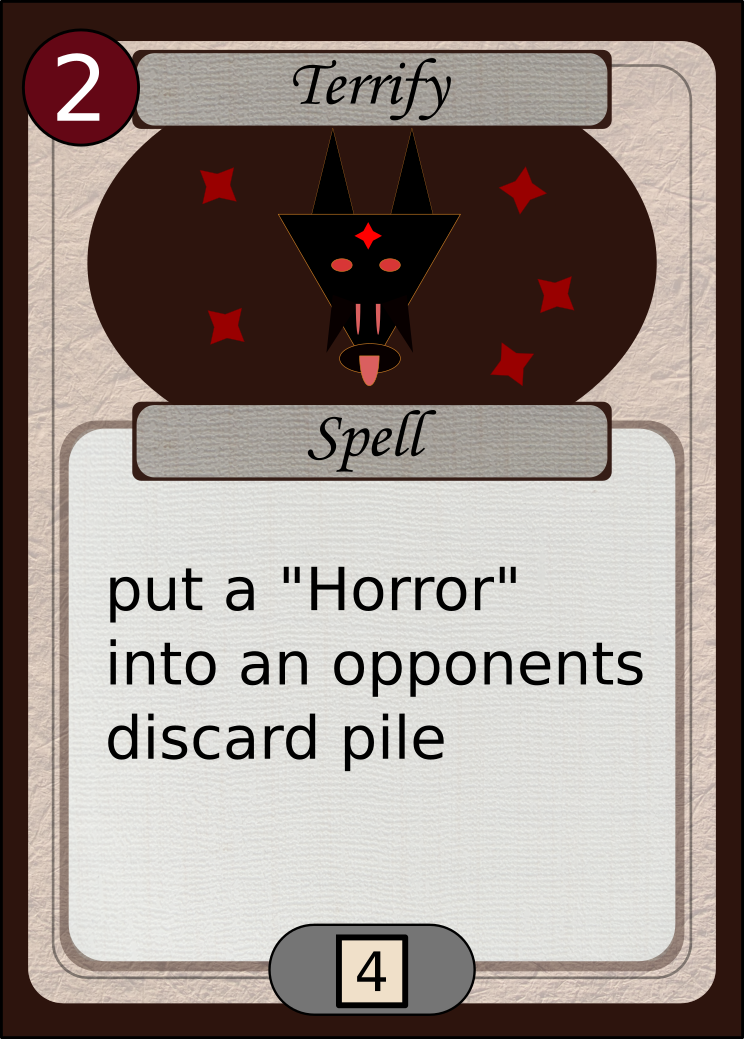 2
Terrify
Spell
put a "Horror"
into an opponents
discard pile
4